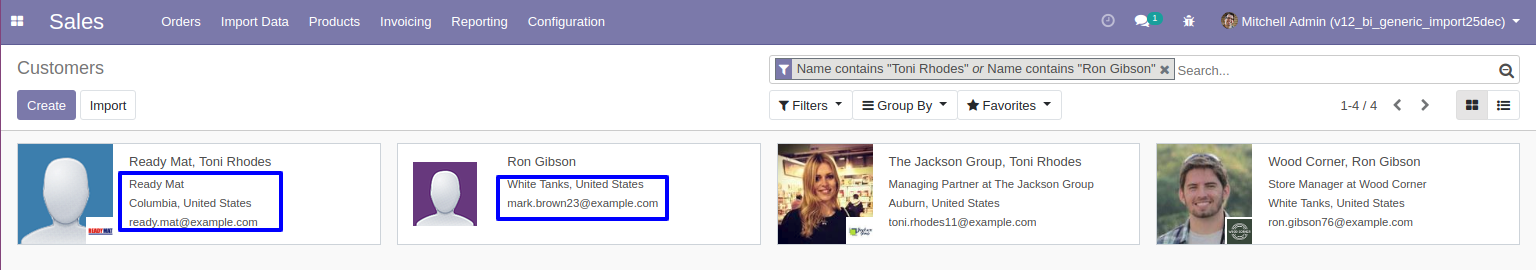 Sales Orders Import Data Products Invoicing Reporting Configuration 1 Mitchell Admin (v12_bi_generic_import25dec)
Customers
Name contains "Toni Rhodes" or Name contains "Ron Gibson" Search...
Create Import
Filters Group By Favorites 1-4 / 4
Ready Mat, Toni Rhodes
Ready Mat
Columbia, United States
ready.mat@example.com
READY MAT
Ron Gibson
White Tanks, United States
mark.brown23@example.com
The Jackson Group, Toni Rhodes
Managing Partner at The Jackson Group
Auburn, United States
toni.rhodes11@example.com
Wood Corner, Ron Gibson
Store Manager at Wood Corner
White Tanks, United States
ron.gibson76@example.com
WOOD CORNER